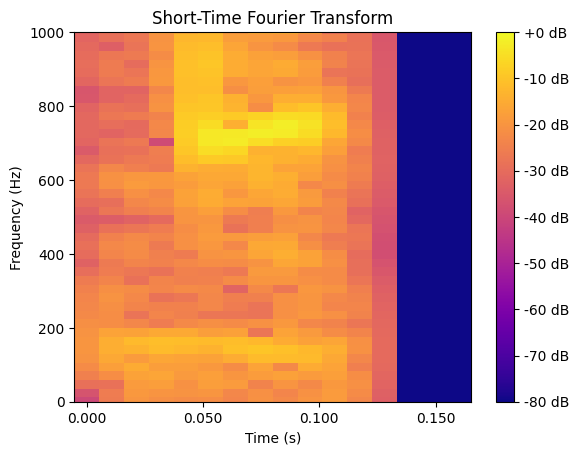 Short-Time Fourier Transform
1000
800
600
400
200
0
Frequency (Hz)
0.000 0.050 0.100 0.150
Time (s)
+0 dB
-10 dB
-20 dB
-30 dB
-40 dB
-50 dB
-60 dB
-70 dB
-80 dB